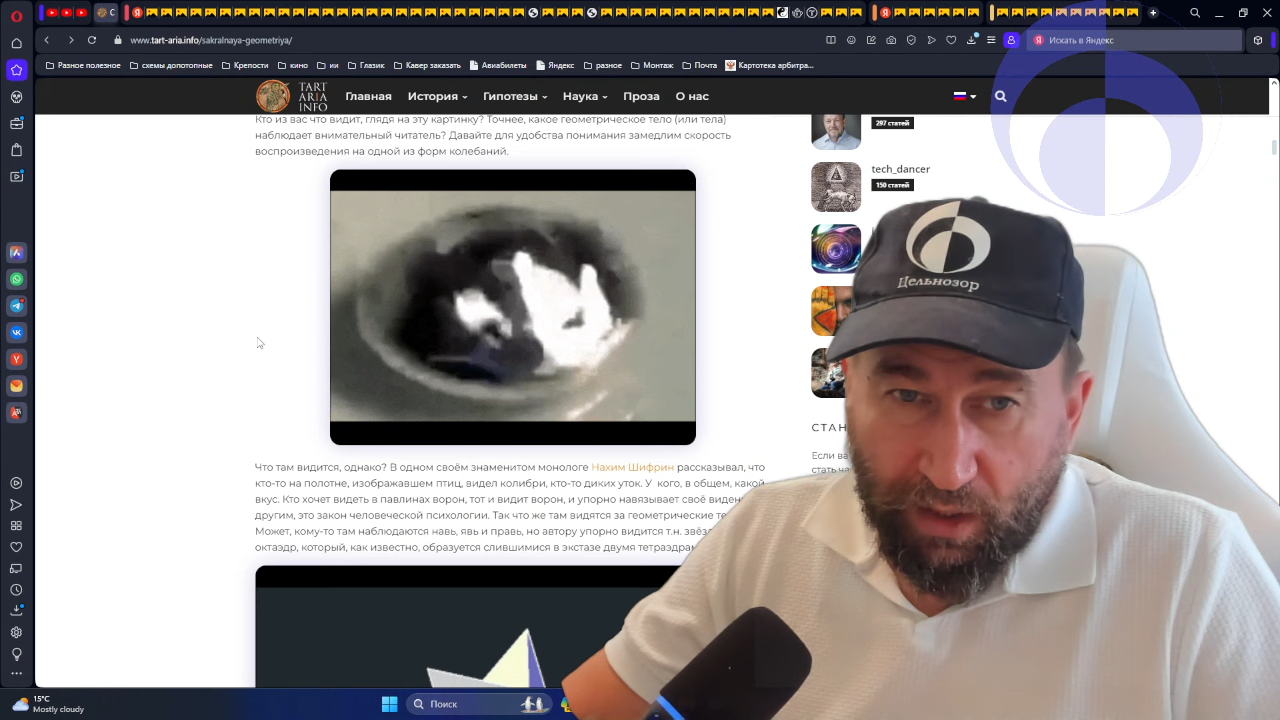 www.tart-aria.info/sakralnaya-geometriya/
Искать в Яндекс
Разное полезное
схемы допотопные
Крепости
кино
ии
Глазик
Кавер заказать
Авиабилеты
Яндекс
разное
Монтаж
Почта
Картотека арбитра...
TART ARIA INFO
Главная
История
Гипотезы
Наука
Проза
О нас
Кто из вас что видит, глядя на эту картинку? Точнее, какое геометрическое тело (или тела)
наблюдает внимательный читатель? Давайте для удобства понимания замедлим скорость
воспроизведения на одной из форм колебаний.
297 статей
tech_dancer
150 статей
Цельнозор
СТАН
Если ва
стать ча
Что там видится, однако? В одном своём знаменитом монологе Нахим Шифрин рассказывал, что
кто-то на полотне, изображавшем птиц, видел колибри, кто-то диких уток. У кого, в общем, какой
вкус. Кто хочет видеть в павлинах ворон, тот и видит ворон, и упорно навязывает своё виден
другим, это закон человеческой психологии. Так что же там видятся за геометрические те
Может, кому-то там наблюдаются навь, явь и правь, но автору упорно видится т.н. звёзд
октаэдр, который, как известно, образуется слившимися в экстазе двумя тетраэдрам
15°C
Mostly cloudy
Поиск